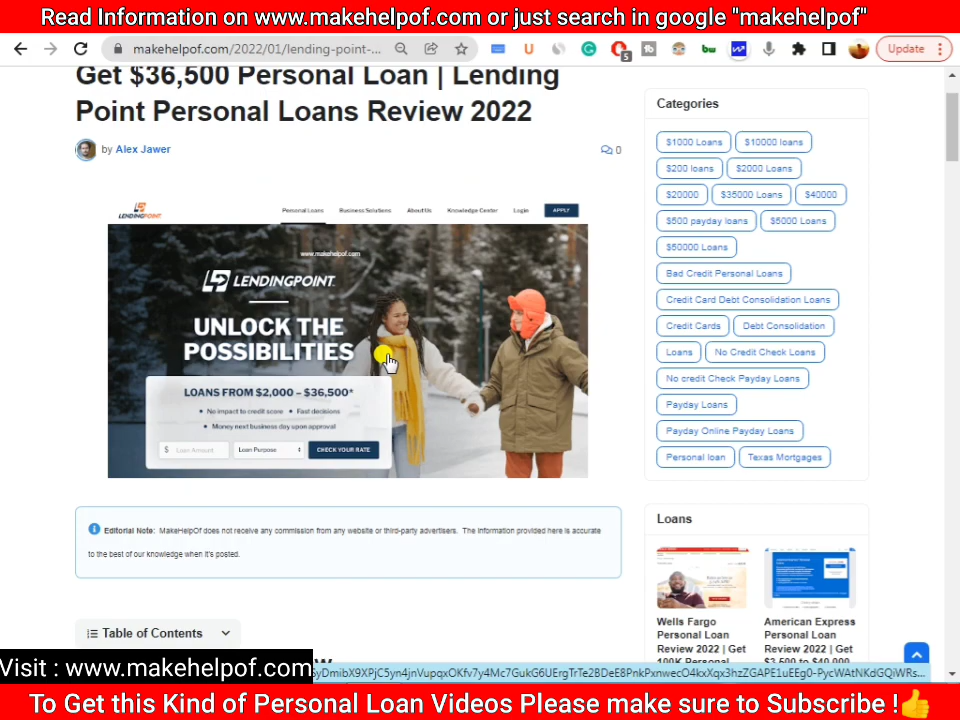 Read Information on www.makehelpof.com or just search in google "makehelpof"
makehelpof.com/2022/01/lending-point-...
5
Update
Get $36,500 Personal Loan | Lending
Point Personal Loans Review 2022
by Alex Jawer
0
LENDINGPOINT
Personal Loans
Business Solutions
About Us
Knowledge Center
Login
APPLY
www.makehelpof.com
LENDINGPOINT
UNLOCK THE
POSSIBILITIES
LOANS FROM $2,000 – $36,500*
• No impact to credit score • Fast decisions
• Money next business day upon approval
$ Loan Amount
Loan Purpose
CHECK YOUR RATE
Editorial Note: MakeHelpOf does not receive any commission from any website or third-party advertisers. The information provided here is accurate
to the best of our knowledge when it's posted.
Table of Contents
Categories
$1000 Loans
$10000 loans
$200 loans
$2000 Loans
$20000
$35000 Loans
$40000
$500 payday loans
$5000 Loans
$50000 Loans
Bad Credit Personal Loans
Credit Card Debt Consolidation Loans
Credit Cards
Debt Consolidation
Loans
No Credit Check Loans
No credit Check Payday Loans
Payday Loans
Payday Online Payday Loans
Personal loan
Texas Mortgages
Loans
Wells Fargo
Personal Loan
Review 2022 | Get
100K Personal
American Express
Personal Loan
Review 2022 | Get
$3,500 to $40,000
Visit : www.makehelpof.com
To Get this Kind of Personal Loan Videos Please make sure to Subscribe !👍